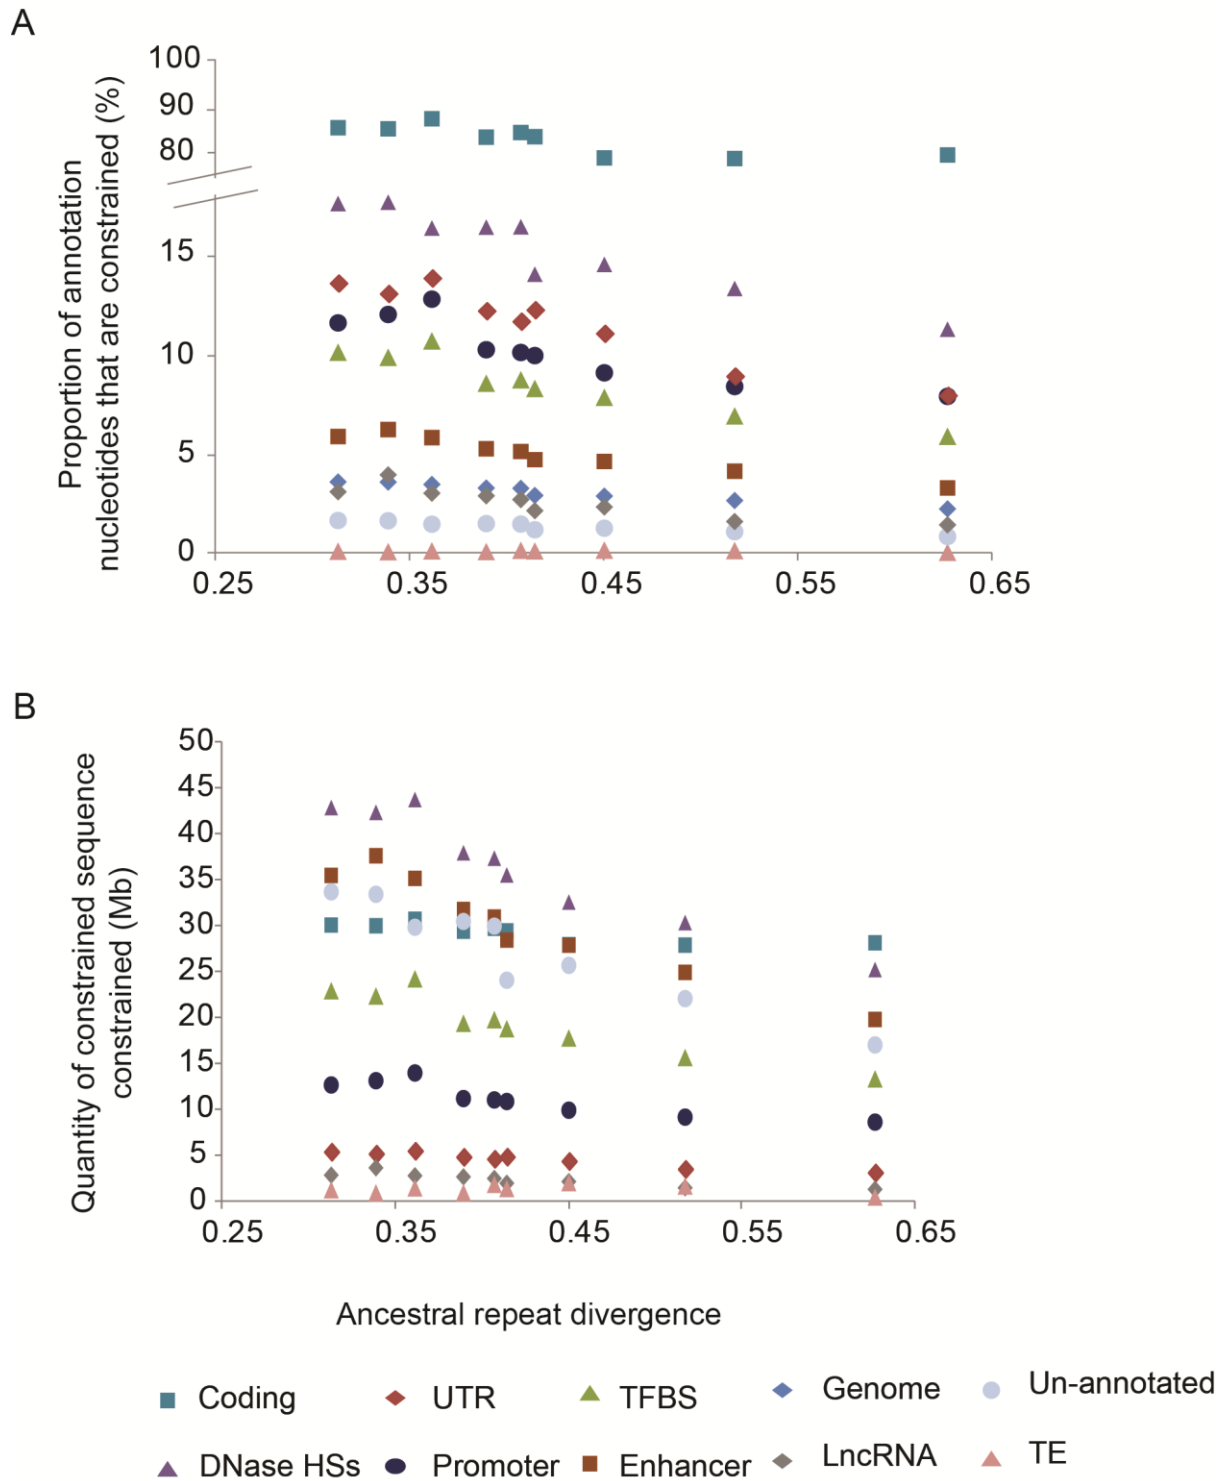 A
Proportion of annotation
nucleotides that are constrained (%)
100
90
80
15
10
5
0
0.25 0.35 0.45 0.55 0.65
B
Quantity of constrained sequence
constrained (Mb)
50
45
40
35
30
25
20
15
10
5
0
0.25 0.35 0.45 0.55 0.65
Ancestral repeat divergence
Coding UTR TFBS Genome Un-annotated
DNase HSs Promoter Enhancer LncRNA TE